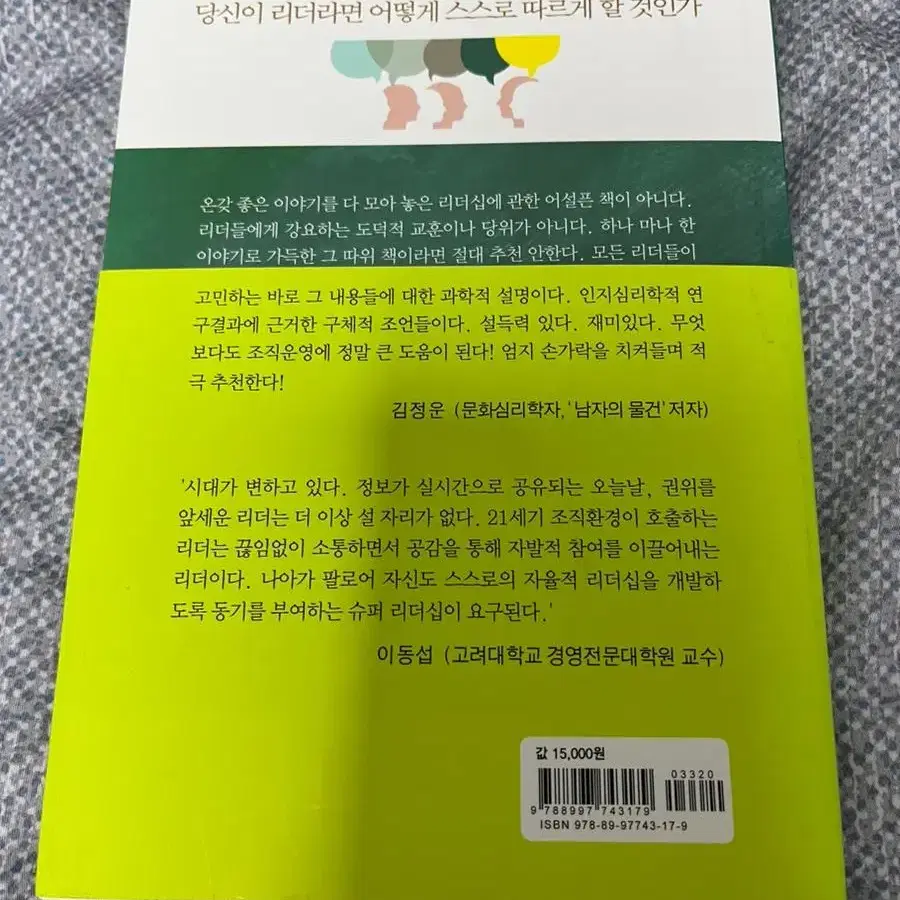 당신이 리더라면 어떻게 스스로 따르게 할 것인가
온갖 좋은 이야기를 다 모아 놓은 리더십에 관한 어설픈 책이 아니다.
리더들에게 강요하는 도덕적 교훈이나 당위가 아니다. 하나 마나 한
이야기로 가득한 그 따위 책이라면 절대 추천 안한다. 모든 리더들이
고민하는 바로 그 내용들에 대한 과학적 설명이다. 인지심리학적 연
구결과에 근거한 구체적 조언들이다. 설득력 있다. 재미있다. 무엇
보다도 조직운영에 정말 큰 도움이 된다! 엄지 손가락을 치켜들며 적
극 추천한다!
김정운 (문화심리학자, '남자의 물건' 저자)
'시대가 변하고 있다. 정보가 실시간으로 공유되는 오늘날, 권위를
앞세운 리더는 더 이상 설 자리가 없다. 21세기 조직환경이 호출하는
리더는 끊임없이 소통하면서 공감을 통해 자발적 참여를 이끌어내는
리더이다. 나아가 팔로어 자신도 스스로의 자율적 리더십을 개발하
도록 동기를 부여하는 슈퍼 리더십이 요구된다.'
이동섭 (고려대학교 경영전문대학원 교수)
값 15,000원
03320
9 788997 743179
ISBN 978-89-97743-17-9